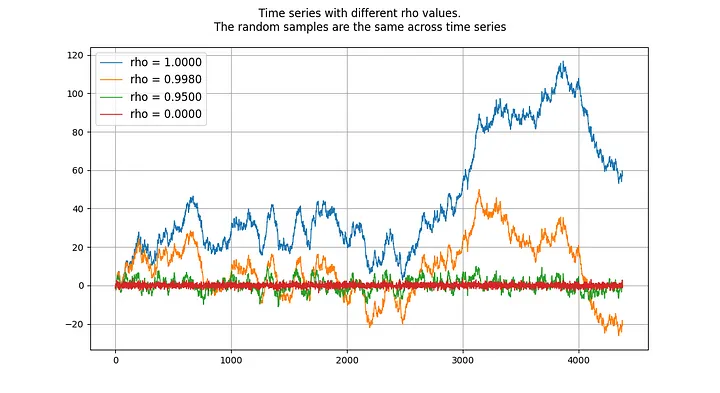 Time series with different rho values.
The random samples are the same across time series
120
100
80
60
40
20
0
−20
rho = 1.0000
rho = 0.9980
rho = 0.9500
rho = 0.0000
0
1000
2000
3000
4000